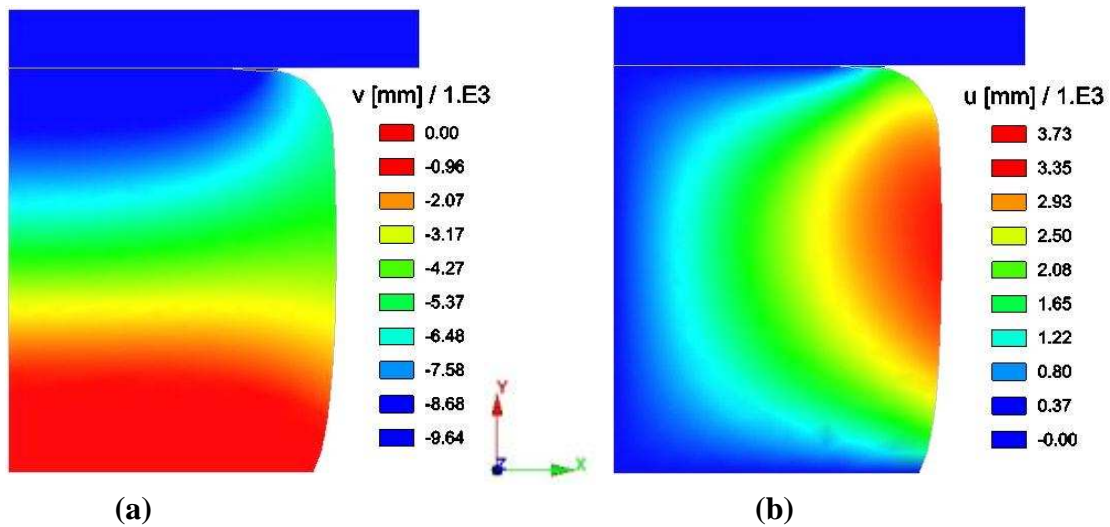 v [mm] / 1.E3
0.00
-0.96
-2.07
-3.17
-4.27
-5.37
-6.48
-7.58
-8.68
-9.64
Y
Z
X
u [mm] / 1.E3
3.73
3.35
2.93
2.50
2.08
1.65
1.22
0.80
0.37
-0.00
(a)
(b)